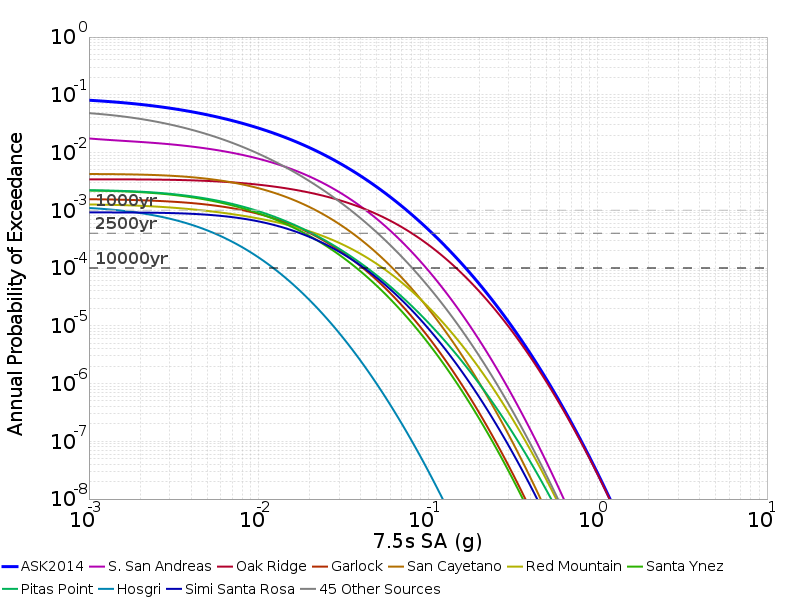 10^0
10^-1
10^-2
10^-3
10^-4
10^-5
10^-6
10^-7
10^-8
Annual Probability of Exceedance
1000yr
2500yr
10000yr
10^-3 10^-2 10^-1 10^0 10^1
7.5s SA (g)
ASK2014 S. San Andreas Oak Ridge Garlock San Cayetano Red Mountain Santa Ynez
Pitas Point Hosgri Simi Santa Rosa 45 Other Sources